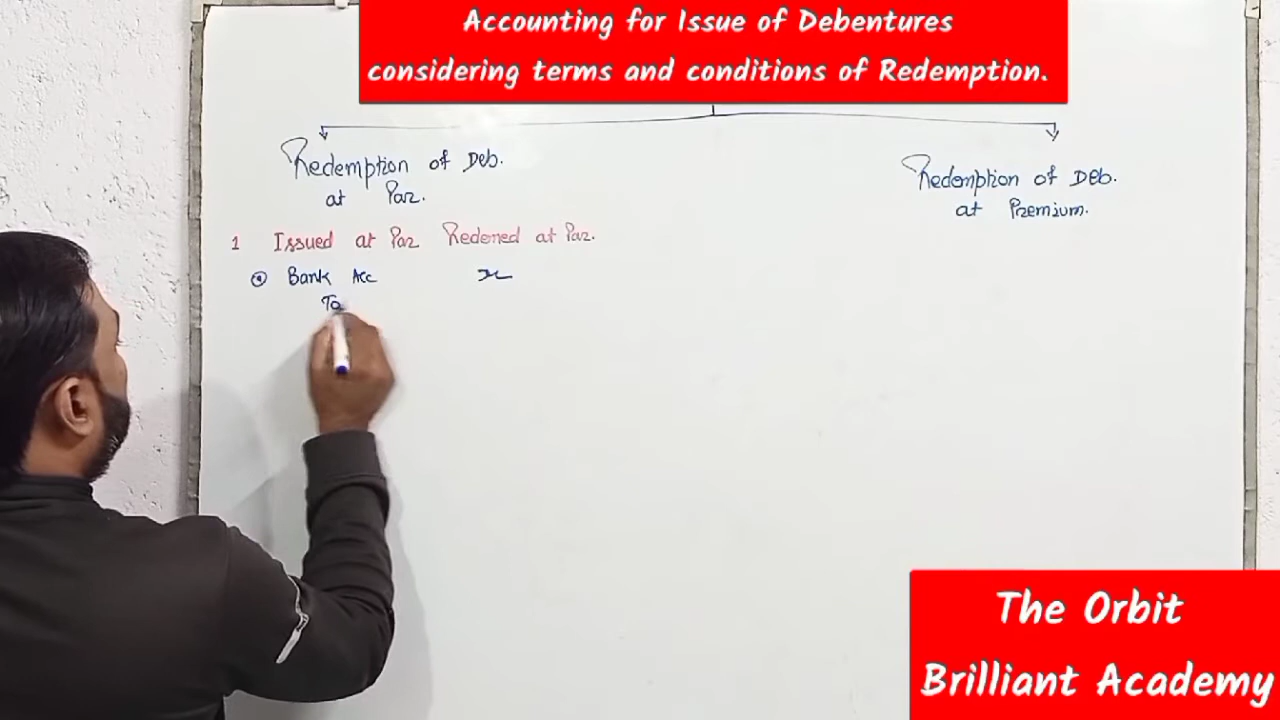 Accounting for Issue of Debentures
considering terms and conditions of Redemption.
Redemption of Deb.
at Par.
Redemption of Deb.
at Premium.
1 Issued at Par Redemed at Par.
Bank Acc
To
The Orbit
Brilliant Academy